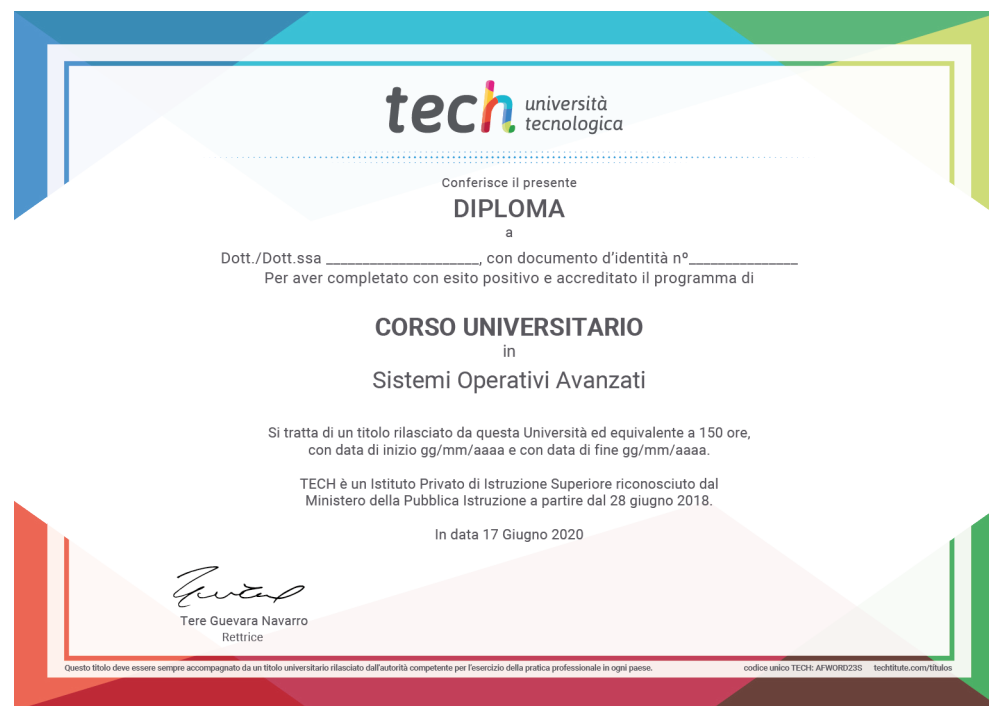 tech università
tecnologica
Conferisce il presente
DIPLOMA
a
Dott./Dott.ssa _____________________, con documento d'identità nº_______________
Per aver completato con esito positivo e accreditato il programma di
CORSO UNIVERSITARIO
in
Sistemi Operativi Avanzati
Si tratta di un titolo rilasciato da questa Università ed equivalente a 150 ore,
con data di inizio gg/mm/aaaa e con data di fine gg/mm/aaaa.
TECH è un Istituto Privato di Istruzione Superiore riconosciuto dal
Ministero della Pubblica Istruzione a partire dal 28 giugno 2018.
In data 17 Giugno 2020
Tere Guevara Navarro
Rettrice
Questo titolo deve essere sempre accompagnato da un titolo universitario rilasciato dall'autorità competente per l'esercizio della pratica professionale in ogni paese. codice unico TECH: AFWORD23S techtitute.com/titulos